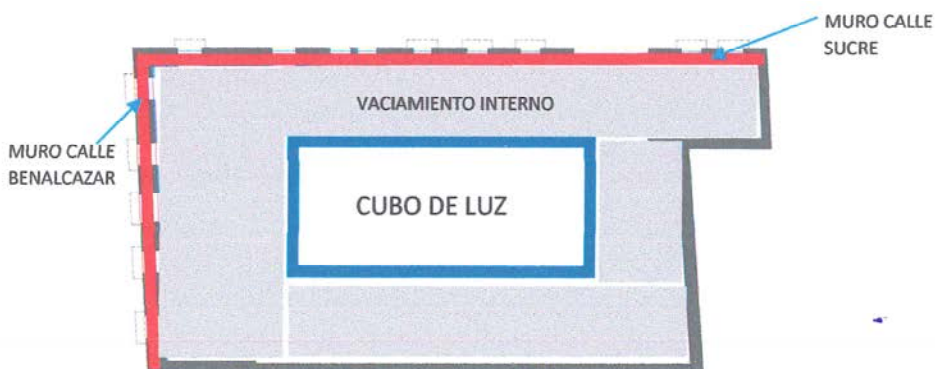 MURO CALLE
SUCRE
VACIAMIENTO INTERNO
MURO CALLE
BENALCAZAR
CUBO DE LUZ